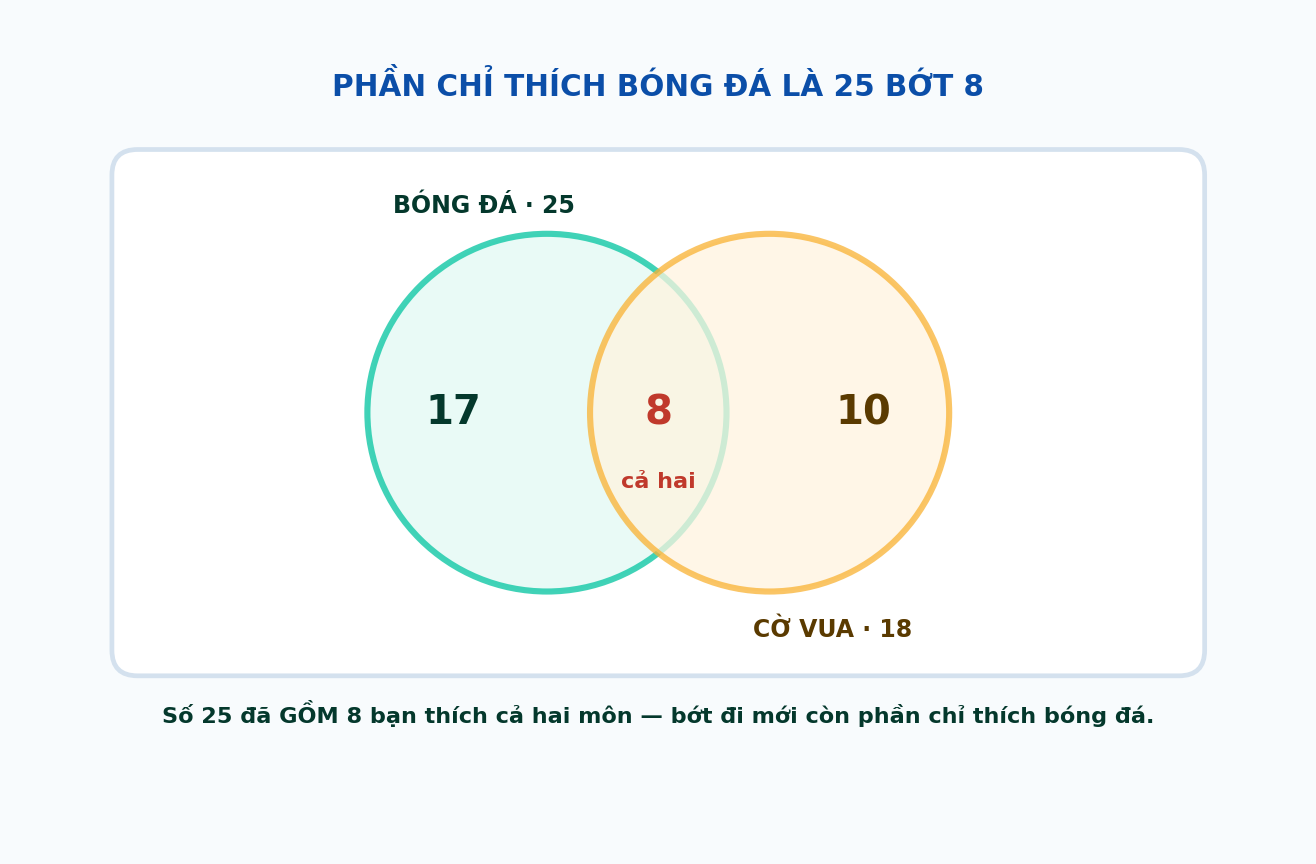 PHẦN CHỈ THÍCH BÓNG ĐÁ LÀ 25 BỚT 8
BÓNG ĐÁ · 25
17
8
10
cả hai
CỜ VUA · 18
Số 25 đã GỒM 8 bạn thích cả hai môn — bớt đi mới còn phần chỉ thích bóng đá.